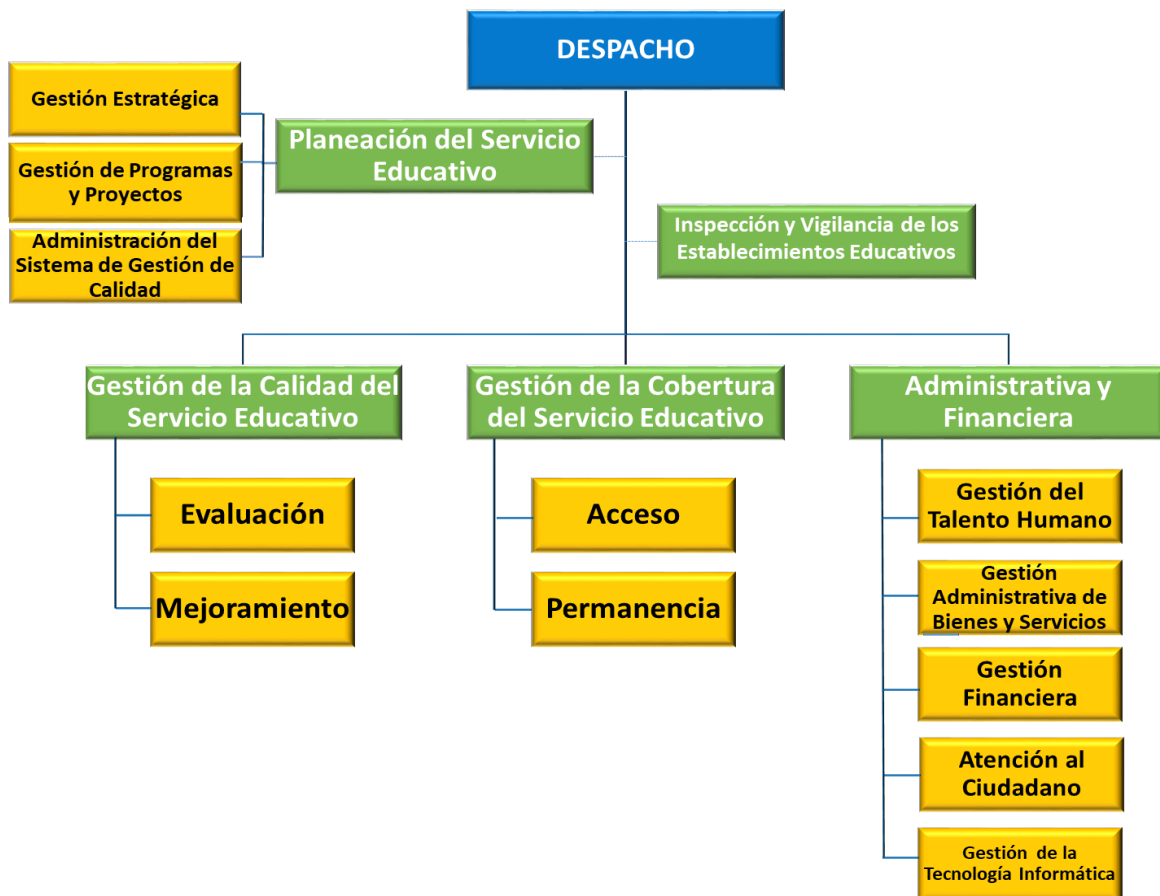 DESPACHO
Gestión Estratégica
Planeación del Servicio
Educativo
Gestión de Programas
y Proyectos
Administración del
Sistema de Gestión de
Calidad
Inspección y Vigilancia de los
Establecimientos Educativos
Gestión de la Calidad del
Servicio Educativo
Evaluación
Mejoramiento
Gestión de la Cobertura
del Servicio Educativo
Acceso
Permanencia
Administrativa y
Financiera
Gestión del
Talento Humano
Gestión
Administrativa de
Bienes y Servicios
Gestión
Financiera
Atención al
Ciudadano
Gestión de la
Tecnología Informática